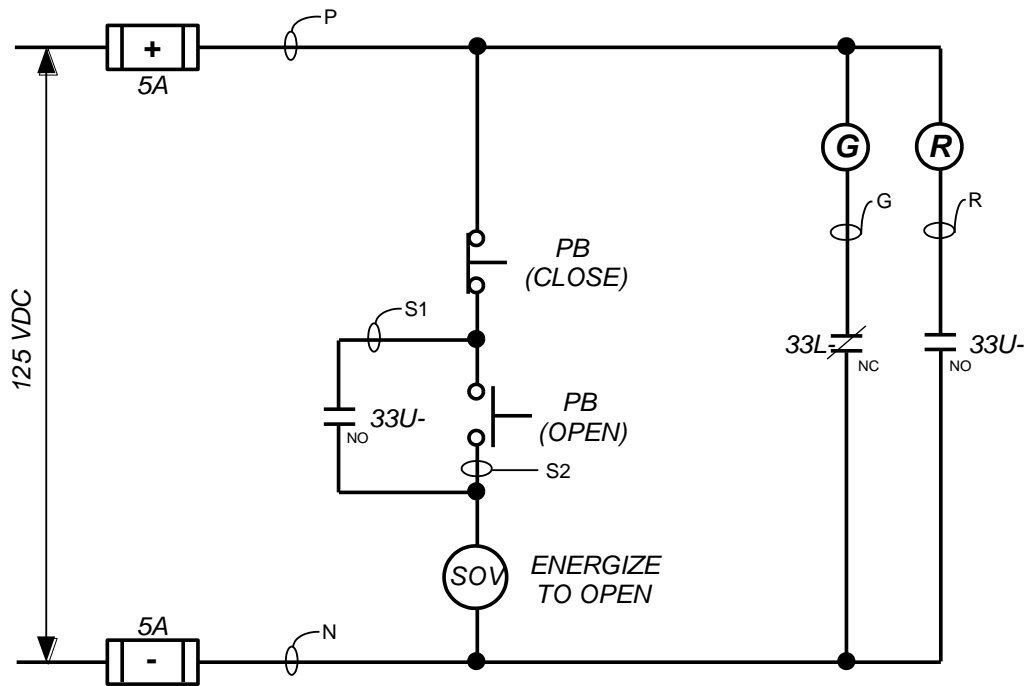 P
+
5A
G
R
G
R
PB
(CLOSE)
125 VDC
S1
33L-
NC
33U-
NO
33U-
NO
PB
(OPEN)
S2
SOV
ENERGIZE
TO OPEN
5A
N
-